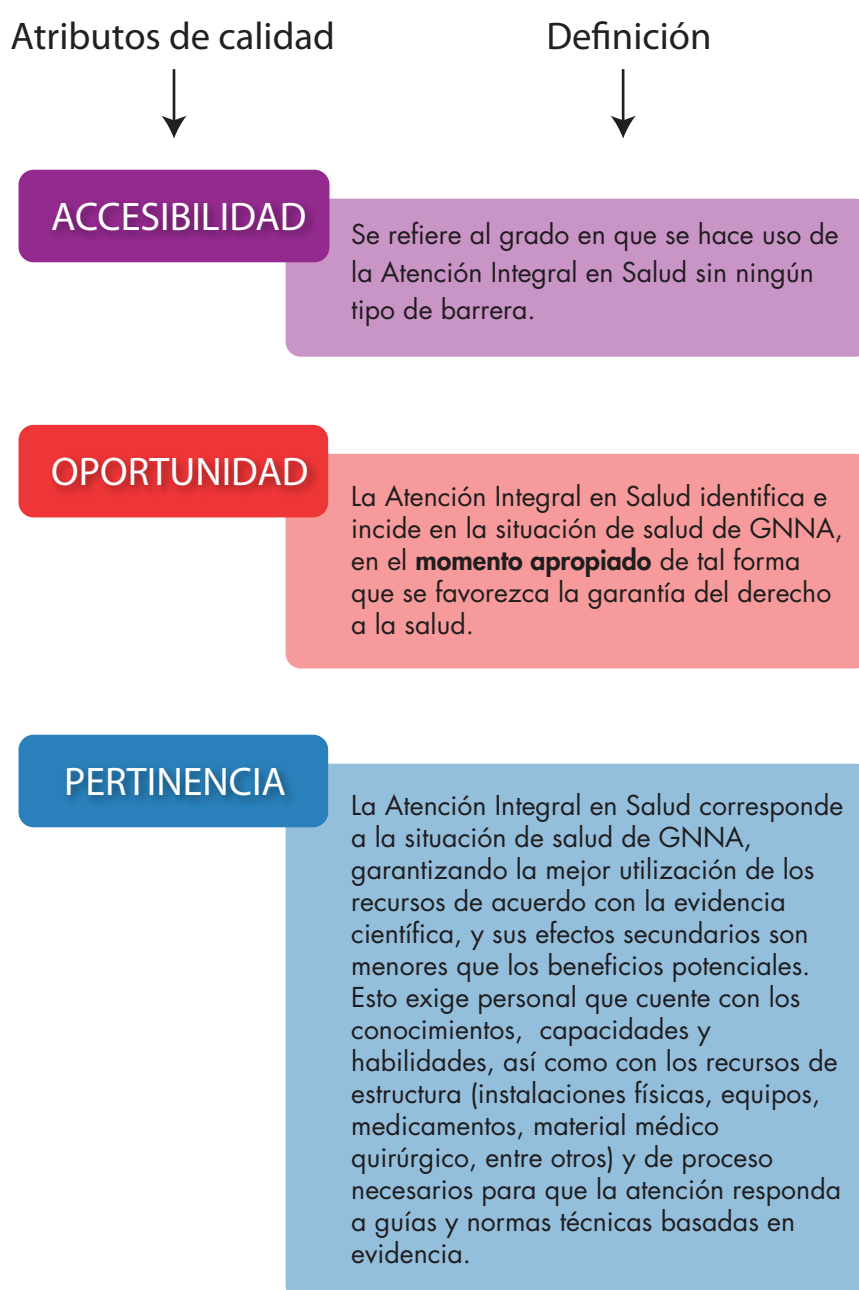 Atributos de calidad
Definición
ACCESIBILIDAD
Se refiere al grado en que se hace uso de
la Atención Integral en Salud sin ningún
tipo de barrera.
OPORTUNIDAD
La Atención Integral en Salud identifica e
incide en la situación de salud de GNNA,
en el momento apropiado de tal forma
que se favorezca la garantía del derecho
a la salud.
PERTINENCIA
La Atención Integral en Salud corresponde
a la situación de salud de GNNA,
garantizando la mejor utilización de los
recursos de acuerdo con la evidencia
científica, y sus efectos secundarios son
menores que los beneficios potenciales.
Esto exige personal que cuente con los
conocimientos, capacidades y
habilidades, así como con los recursos de
estructura (instalaciones físicas, equipos,
medicamentos, material médico
quirúrgico, entre otros) y de proceso
necesarios para que la atención responda
a guías y normas técnicas basadas en
evidencia.